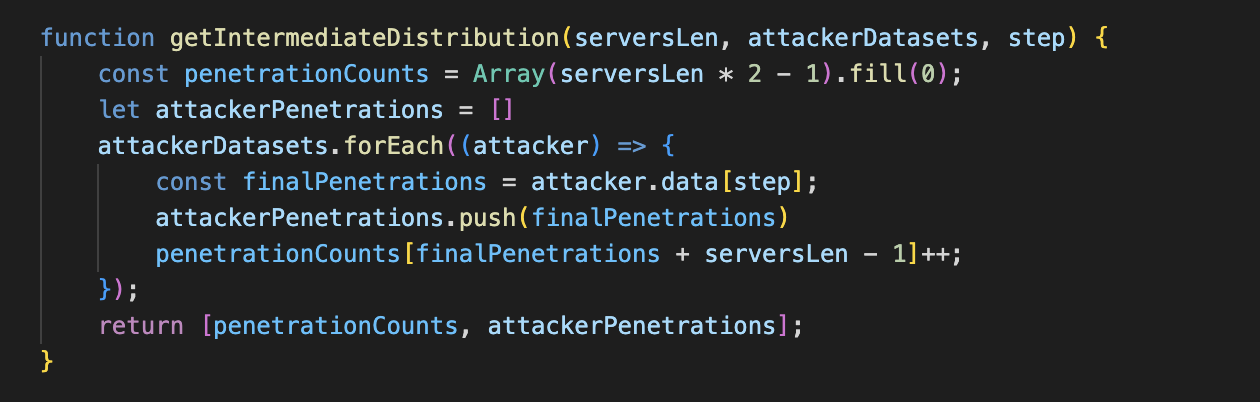 function getIntermediateDistribution(serversLen, attackerDatasets, step) {
    const penetrationCounts = Array(serversLen * 2 - 1).fill(0);
    let attackerPenetrations = []
    attackerDatasets.forEach((attacker) => {
        const finalPenetrations = attacker.data[step];
        attackerPenetrations.push(finalPenetrations)
        penetrationCounts[finalPenetrations + serversLen - 1]++;
    });
    return [penetrationCounts, attackerPenetrations];
}